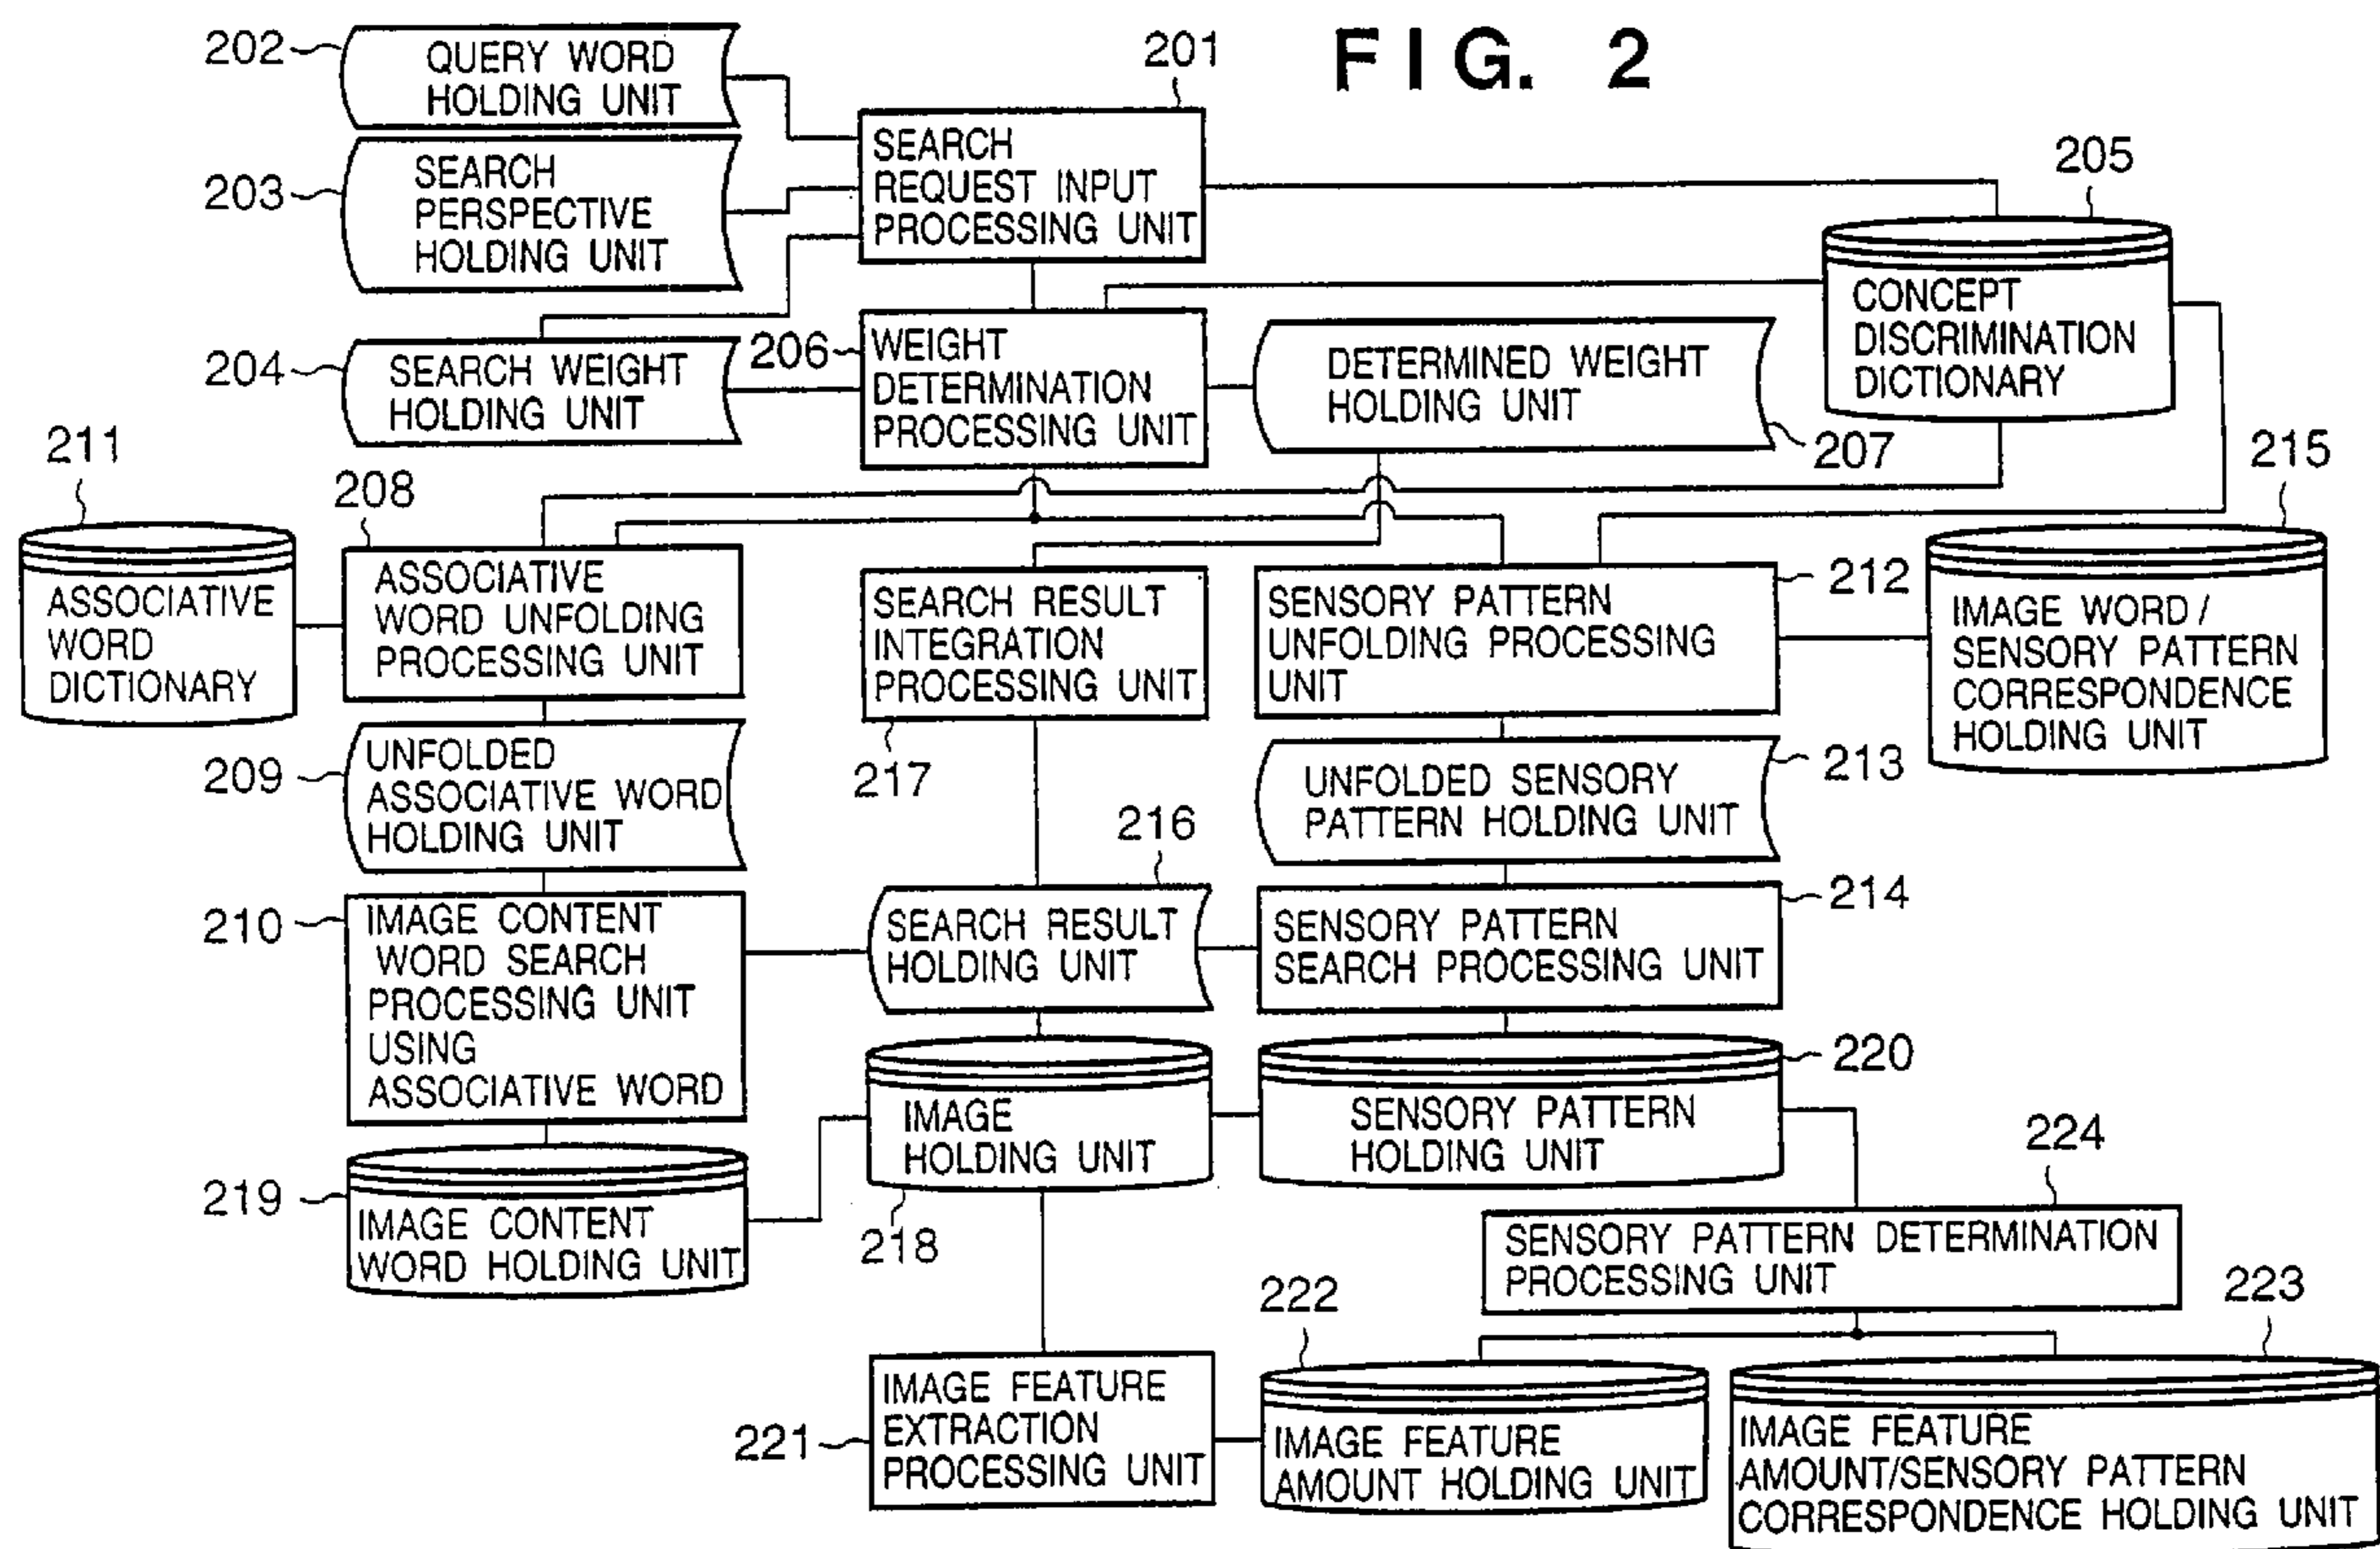 FIG. 2
202
QUERY WORD
HOLDING UNIT
201
SEARCH
REQUEST INPUT
PROCESSING UNIT
203
SEARCH
PERSPECTIVE
HOLDING UNIT
205
CONCEPT
DISCRIMINATION
DICTIONARY
204
SEARCH WEIGHT
HOLDING UNIT
206
WEIGHT
DETERMINATION
PROCESSING UNIT
DETERMINED WEIGHT
HOLDING UNIT
207
211
ASSOCIATIVE
WORD
DICTIONARY
208
ASSOCIATIVE
WORD UNFOLDING
PROCESSING UNIT
SEARCH RESULT
INTEGRATION
PROCESSING UNIT
217
SENSORY PATTERN
UNFOLDING PROCESSING
UNIT
212
215
IMAGE WORD/
SENSORY PATTERN
CORRESPONDENCE
HOLDING UNIT
209
UNFOLDED
ASSOCIATIVE WORD
HOLDING UNIT
UNFOLDED SENSORY
PATTERN HOLDING UNIT
213
210
IMAGE CONTENT
WORD SEARCH
PROCESSING UNIT
USING
ASSOCIATIVE WORD
216
SEARCH RESULT
HOLDING UNIT
SENSORY PATTERN
SEARCH PROCESSING UNIT
214
219
IMAGE CONTENT
WORD HOLDING UNIT
IMAGE
HOLDING UNIT
218
SENSORY PATTERN
HOLDING UNIT
220
224
SENSORY PATTERN DETERMINATION
PROCESSING UNIT
221
IMAGE FEATURE
EXTRACTION
PROCESSING UNIT
222
IMAGE FEATURE
AMOUNT HOLDING UNIT
223
IMAGE FEATURE
AMOUNT/SENSORY PATTERN
CORRESPONDENCE HOLDING UNIT